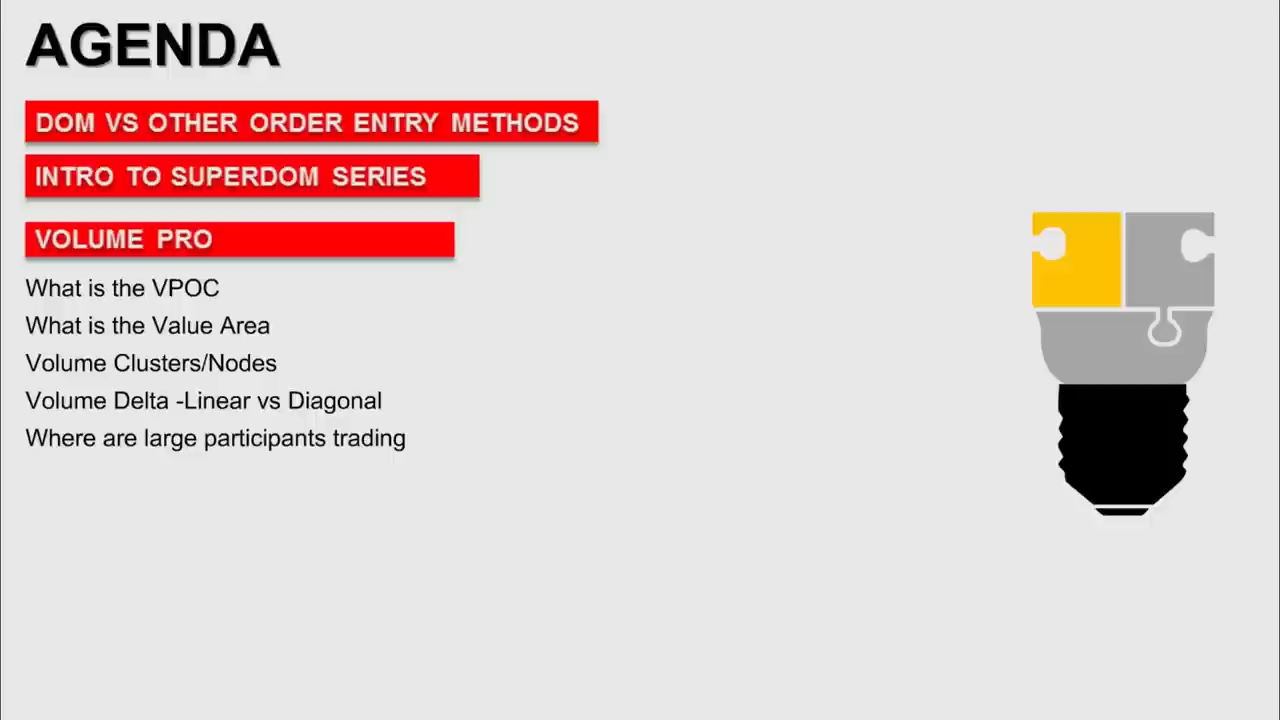 AGENDA
DOM VS OTHER ORDER ENTRY METHODS
INTRO TO SUPERDOM SERIES
VOLUME PRO
What is the VPOC
What is the Value Area
Volume Clusters/Nodes
Volume Delta -Linear vs Diagonal
Where are large participants trading